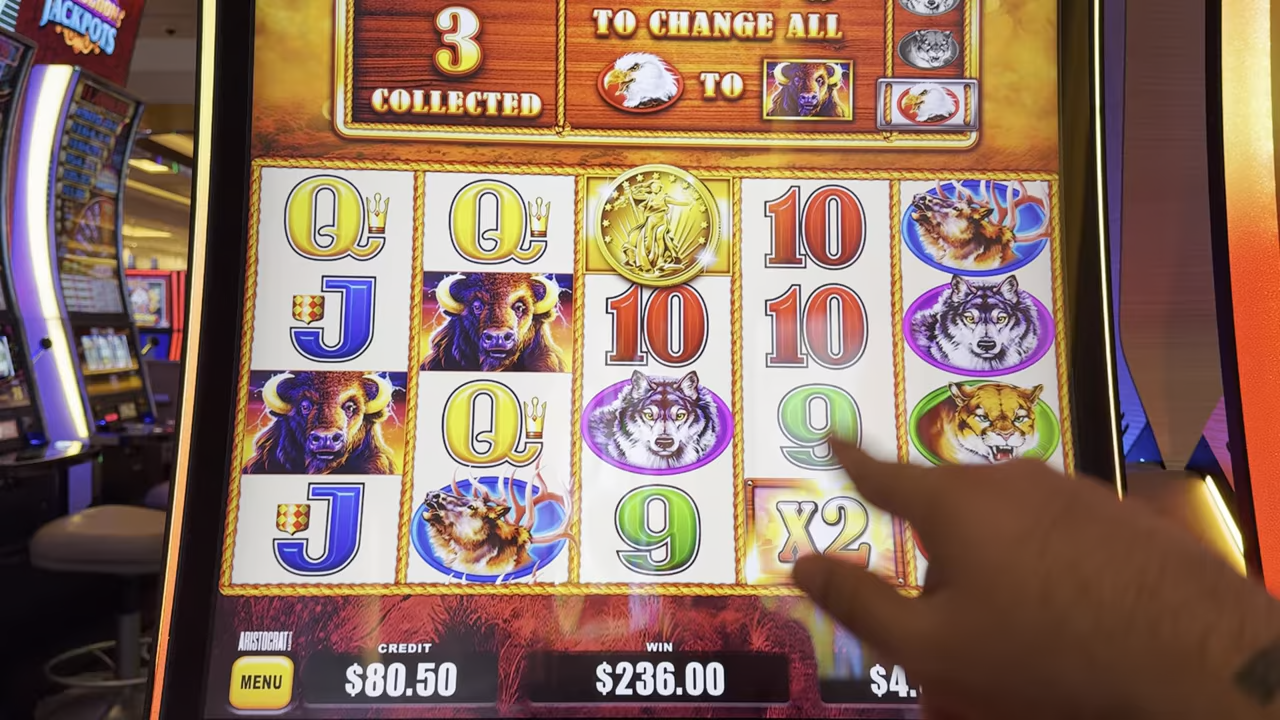 JACKPOTS
3
COLLECTED
TO CHANGE ALL
TO
Q Q 10
J 10 10
Q 9
J 9 X2
ARISTOCRAT
MENU
CREDIT
$80.50
WIN
$236.00
$4.